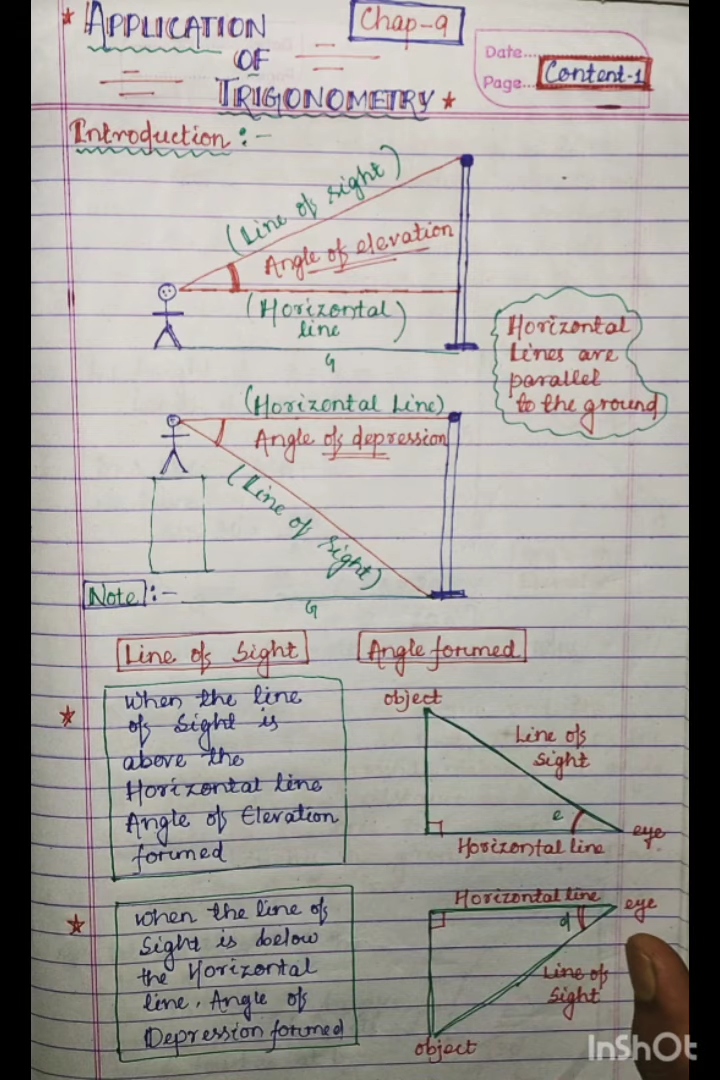 APPLICATION
OF
TRIGONOMETRY
Chap-9
Date......
Page...
Content-1
Introduction :-
(Line of sight)
Angle of elevation
(Horizontal
line)
G
Horizontal
Lines are
parallel
to the ground
(Horizontal Line)
Angle of depression
(Line of sight)
G
Note :-
Line of Sight
Angle formed
When the line
of Sight is
above the
Horizontal line
Angle of Elevation
formed
object
Line of
sight
e
eye
Horizontal line
When the line of
Sight is below
the Horizontal
line, Angle of
Depression formed
Horizontal line
eye
d
Line of
Sight
object
InShOt